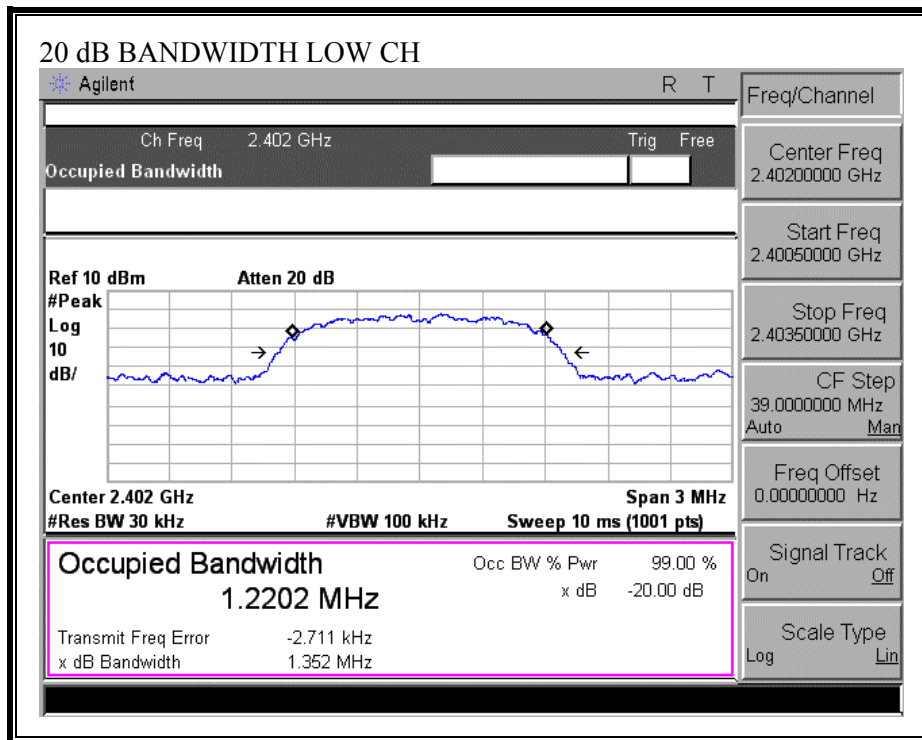 20 dB BANDWIDTH LOW CH
Agilent R T
Freq/Channel
Ch Freq 2.402 GHz Trig Free
Occupied Bandwidth
Center Freq
2.40200000 GHz
Start Freq
2.40050000 GHz
Ref 10 dBm Atten 20 dB
#Peak
Log
10
dB/
Stop Freq
2.40350000 GHz
CF Step
39.0000000 MHz
Auto Man
Freq Offset
0.00000000 Hz
Center 2.402 GHz Span 3 MHz
#Res BW 30 kHz #VBW 100 kHz Sweep 10 ms (1001 pts)
Occupied Bandwidth Occ BW % Pwr 99.00 %
1.2202 MHz x dB -20.00 dB
Transmit Freq Error -2.711 kHz
x dB Bandwidth 1.352 MHz
Signal Track
On Off
Scale Type
Log Lin